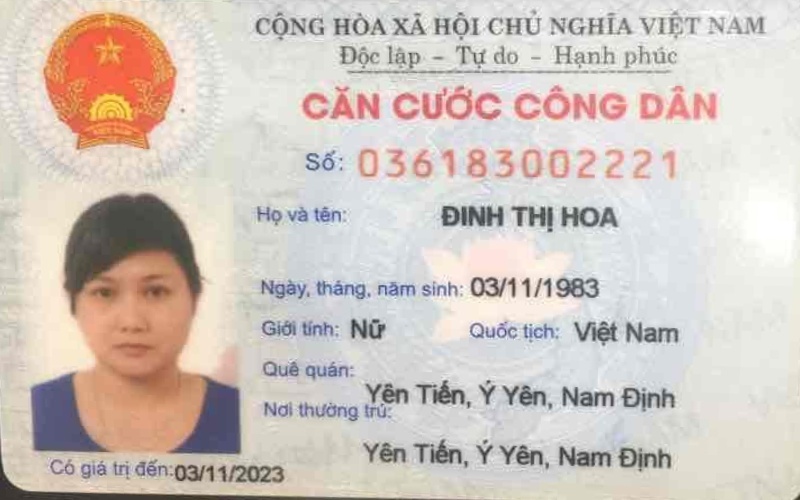 CỘNG HÒA XÃ HỘI CHỦ NGHĨA VIỆT NAM
Độc lập - Tự do - Hạnh phúc
CĂN CƯỚC CÔNG DÂN
Số: 036183002221
Họ và tên: ĐINH THỊ HOA
Ngày, tháng, năm sinh: 03/11/1983
Giới tính: Nữ Quốc tịch: Việt Nam
Quê quán:
Yên Tiến, Ý Yên, Nam Định
Nơi thường trú:
Yên Tiến, Ý Yên, Nam Định
Có giá trị đến: 03/11/2023